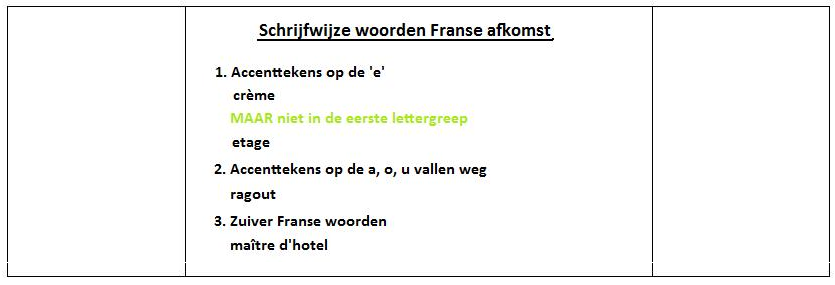 Schrijfwijze woorden Franse afkomst
1. Accenttekens op de 'e'
crème
MAAR niet in de eerste lettergreep
etage
2. Accenttekens op de a, o, u vallen weg
ragout
3. Zuiver Franse woorden
maître d'hotel